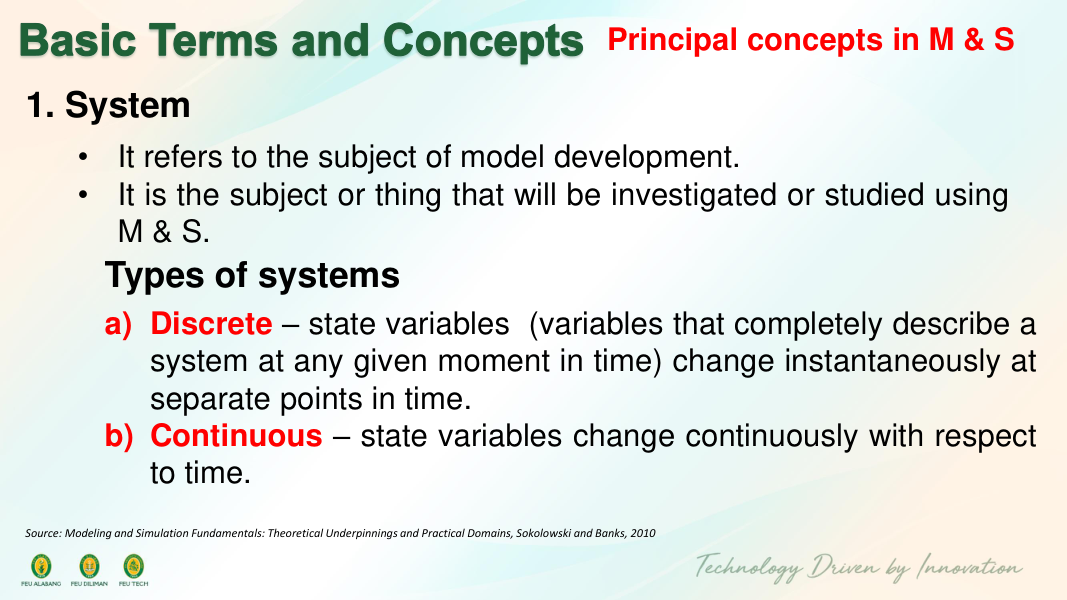 Basic Terms and Concepts Principal concepts in M & S
1. System
• It refers to the subject of model development.
• It is the subject or thing that will be investigated or studied using
M & S.
Types of systems
a) Discrete – state variables (variables that completely describe a
system at any given moment in time) change instantaneously at
separate points in time.
b) Continuous – state variables change continuously with respect
to time.
Source: Modeling and Simulation Fundamentals: Theoretical Underpinnings and Practical Domains, Sokolowski and Banks, 2010
FEU ALABANG FEU DILIMAN FEU TECH
Technology Driven by Innovation